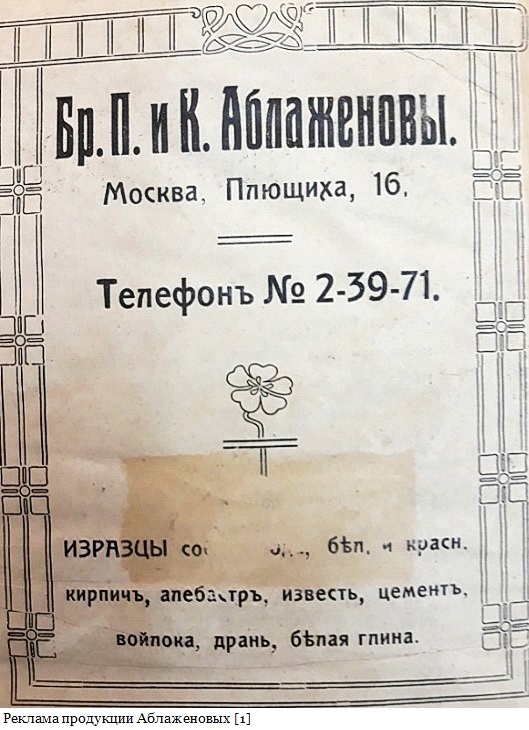 Бр. П. и К. Аблаженовы.
Москва, Плющиха, 16.
Телефонъ № 2-39-71.
ИЗРАЗЦЫ бѣл. и красн.
кирпичъ, алебастръ, известь, цементъ,
войлока, дрань, бѣлая глина.
Реклама продукции Аблаженовых [1]